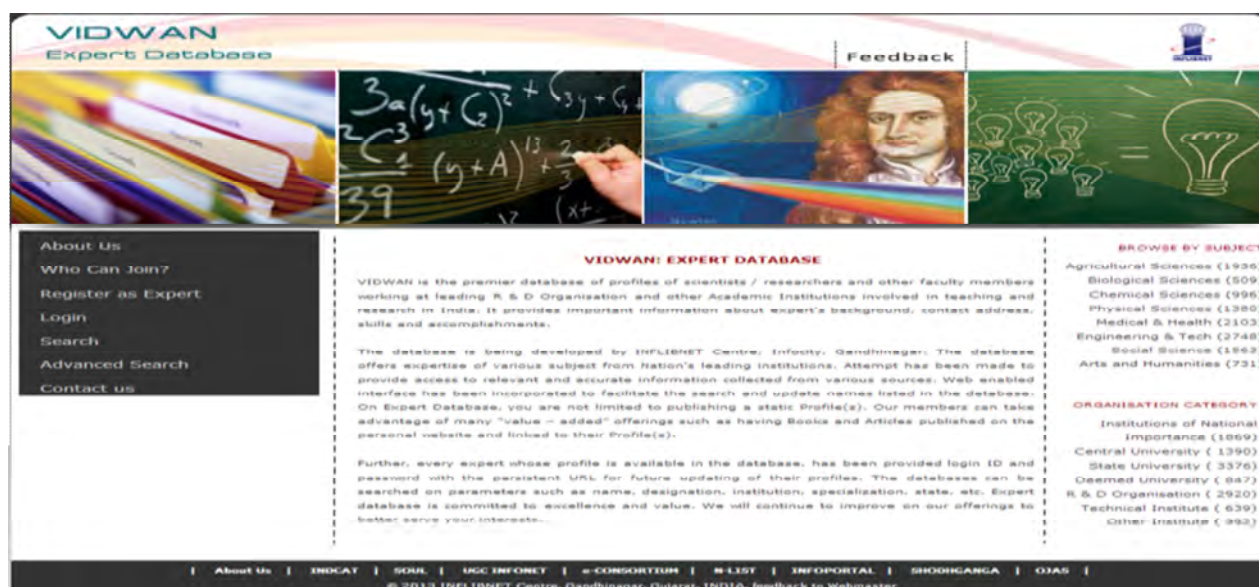 VIDWAN
Expert Database
Feedback
INFLIBNET
About Us
Who Can Join?
Register as Expert
Login
Search
Advanced Search
Contact us
VIDWAN: EXPERT DATABASE
VIDWAN is the premier database of profiles of scientists / researchers and other faculty members
working at leading R & D Organisation and other Academic Institutions involved in teaching and
research in India. It provides important information about expert's background, contact address,
skills and accomplishments.
The database is being developed by INFLIBNET Centre, Infocity, Gandhinagar. The database
offers expertise of various subject from Nation's leading institutions. Attempt has been made to
provide access to relevant and accurate information collected from various sources. Web enabled
interface has been incorporated to facilitate the search and update names listed in the database.
On Expert Database, you are not limited to publishing a static Profile(s). Our members can take
advantage of many "value – added" offerings such as having Books and Articles published on the
personal website and linked to their Profile(s).
Further, every expert whose profile is available in the database, has been provided login ID and
password with the persistent URL for future updating of their profiles. The databases can be
searched on parameters such as name, designation, institution, specialization, state, etc. Expert
database is committed to excellence and value. We will continue to improve on our offerings to
better serve your interests.
BROWSE BY SUBJECT
Agricultural Sciences (1936)
Biological Sciences (509
Chemical Sciences (996)
Physical Sciences (1380)
Medical & Health (2103)
Engineering & Tech (2748)
Social Science (1862)
Arts and Humanities (731)
ORGANISATION CATEGORY
Institutions of National
Importance (1869)
Central University ( 1390)
State University ( 3376)
Deemed University ( 847)
R & D Organisation ( 2920)
Technical Institute ( 639)
Other Institute ( 392)
| About Us | INDCAT | SOUL | UGC INFONET | e-CONSORTIUM | N-LIST | INFOPORTAL | SHODHGANGA | OJAS |
© 2013 INFLIBNET Centre, Gandhinagar, Gujarat, INDIA. feedback to Webmaster